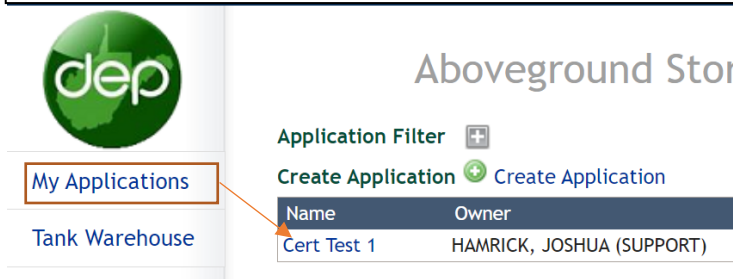 dep
Aboveground Stor
Application Filter
My Applications
Create Application Create Application
Name Owner
Tank Warehouse
Cert Test 1 HAMRICK, JOSHUA (SUPPORT)